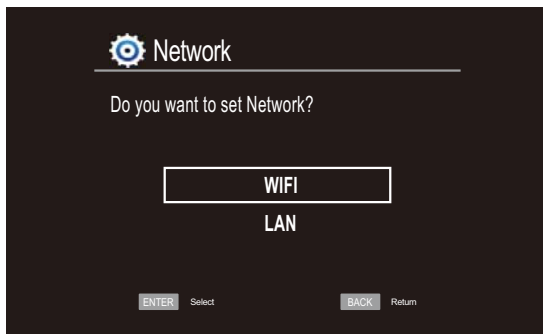 Network
Do you want to set Network?
WIFI
LAN
ENTER Select BACK Return